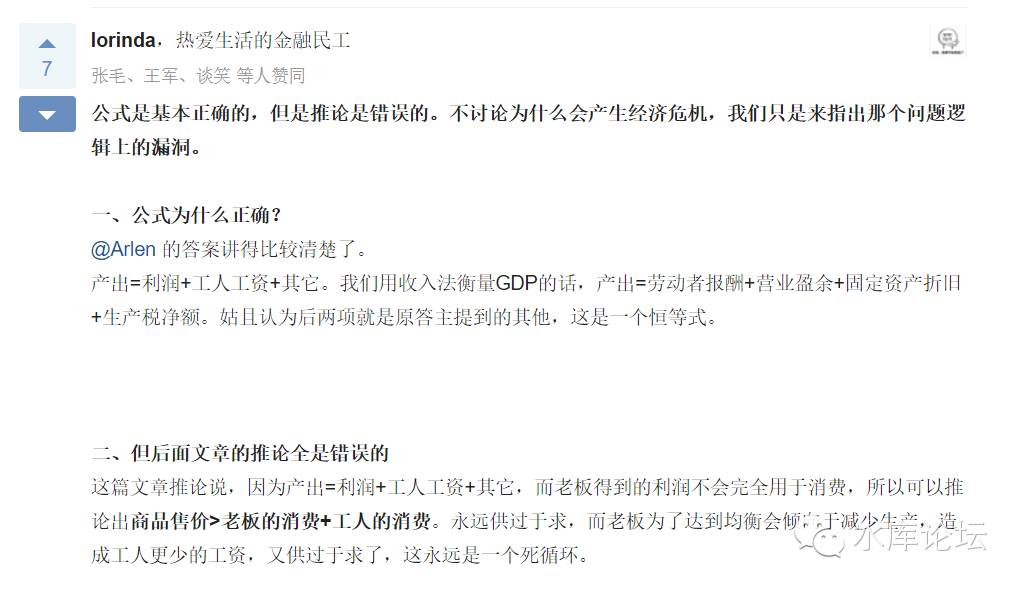 lorinda，热爱生活的金融民工
7
张毛、王军、谈笑 等人赞同
公式是基本正确的，但是推论是错误的。不讨论为什么会产生经济危机，我们只是来指出那个问题逻
辑上的漏洞。
一、公式为什么正确？
@Arlen 的答案讲得比较清楚了。
产出=利润+工人工资+其它。我们用收入法衡量GDP的话，产出=劳动者报酬+营业盈余+固定资产折旧
+生产税净额。姑且认为后两项就是原答主提到的其他，这是一个恒等式。
二、但后面文章的推论全是错误的
这篇文章推论说，因为产出=利润+工人工资+其它，而老板得到的利润不会完全用于消费，所以可以推
论出商品售价>老板的消费+工人的消费。永远供过于求，而老板为了达到均衡会倾向于减少生产，造
成工人更少的工资，又供过于求了，这永远是一个死循环。
水库论坛